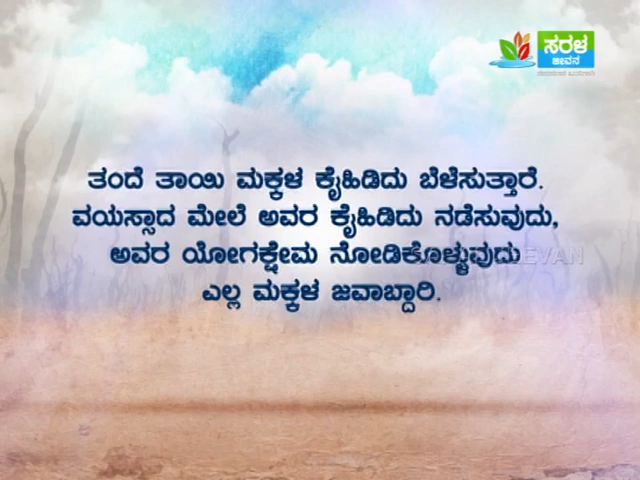 ಸರಳ
ಜೀವನ
ತಂದೆ ತಾಯಿ ಮಕ್ಕಳ ಕೈಹಿಡಿದು ಬೆಳೆಸುತ್ತಾರೆ.
ವಯಸ್ಸಾದ ಮೇಲೆ ಅವರ ಕೈಹಿಡಿದು ನಡೆಸುವುದು,
ಅವರ ಯೋಗಕ್ಷೇಮ ನೋಡಿಕೊಳ್ಳುವುದು
ಎಲ್ಲ ಮಕ್ಕಳ ಜವಾಬ್ದಾರಿ.